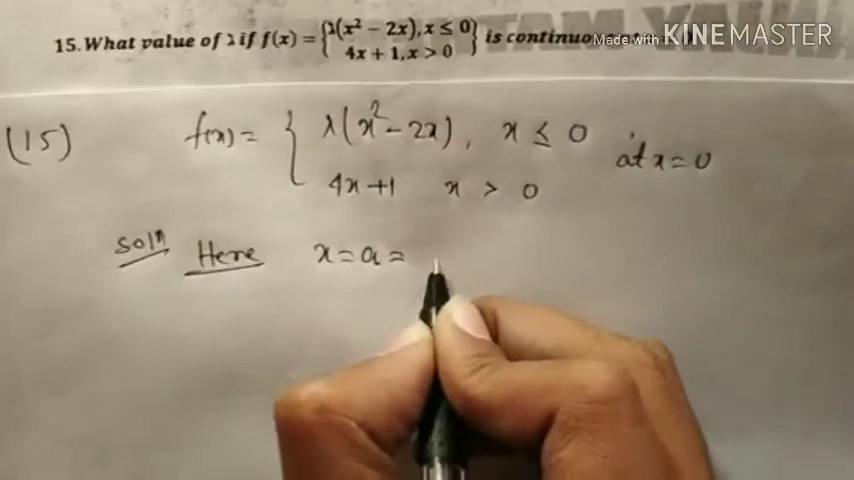 15. What value of λ if f(x) = {λ(x² − 2x), x ≤ 0
4x + 1, x > 0} is
Made with KINEMASTER
(15) f(x) = { λ(x² − 2x), x ≤ 0
at x = 0
4x + 1 x > 0
Solⁿ Here x = a =